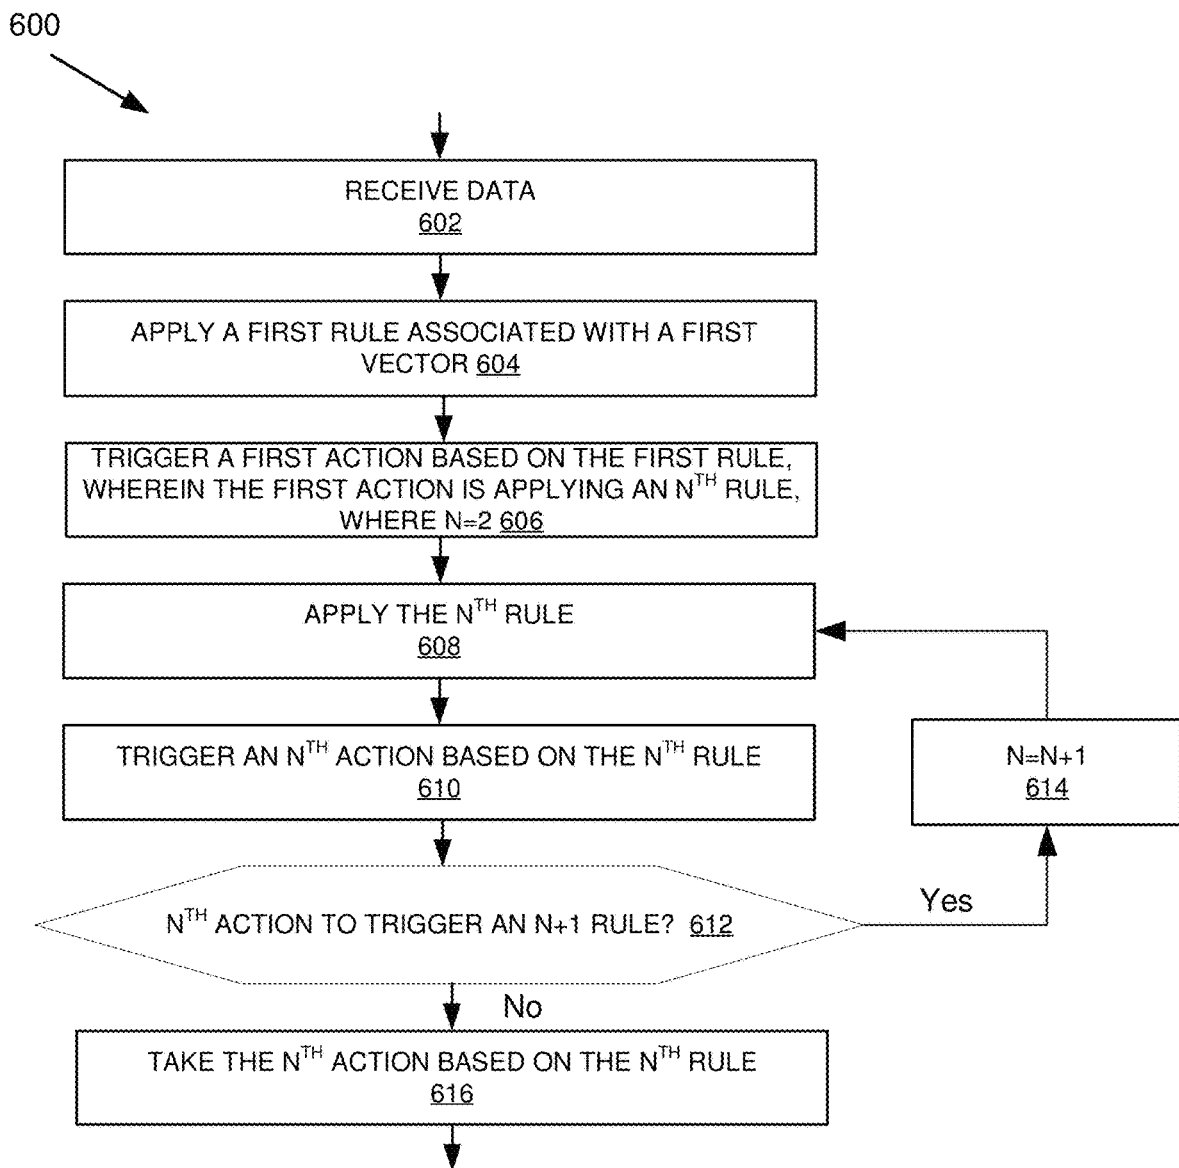 600
RECEIVE DATA
602
APPLY A FIRST RULE ASSOCIATED WITH A FIRST
VECTOR 604
TRIGGER A FIRST ACTION BASED ON THE FIRST RULE,
WHEREIN THE FIRST ACTION IS APPLYING AN NTH RULE,
WHERE N=2 606
APPLY THE NTH RULE
608
TRIGGER AN NTH ACTION BASED ON THE NTH RULE
610
N=N+1
614
NTH ACTION TO TRIGGER AN N+1 RULE? 612
Yes
No
TAKE THE NTH ACTION BASED ON THE NTH RULE
616